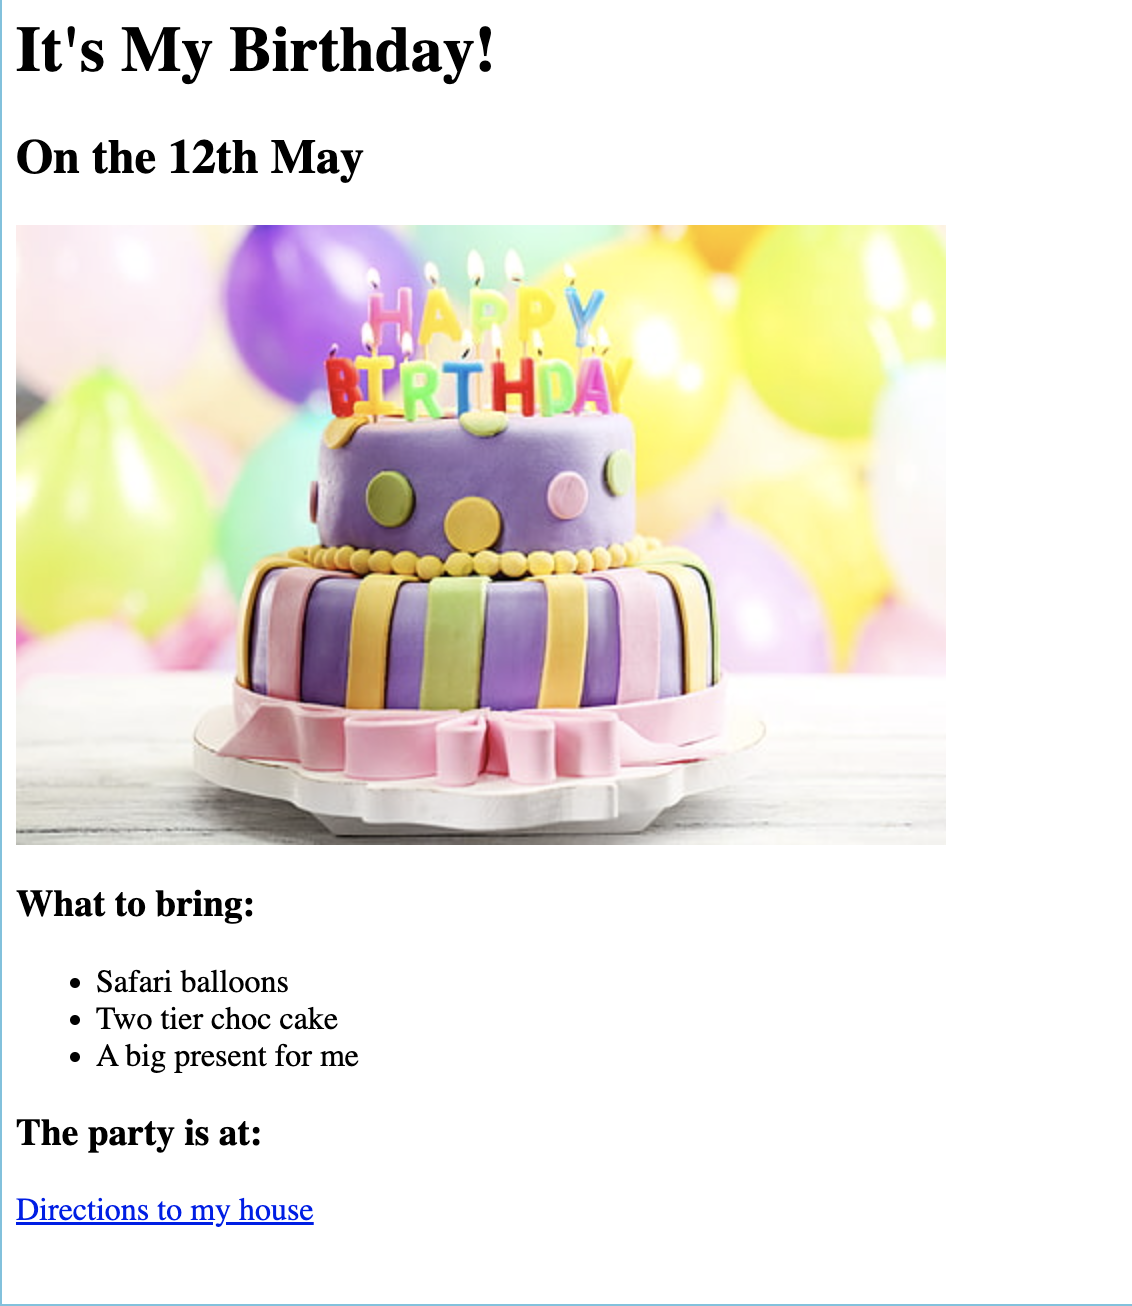 It's My Birthday!
On the 12th May
HAPPY
BIRTHDAY
What to bring:
Safari balloons
Two tier choc cake
A big present for me
The party is at:
Directions to my house